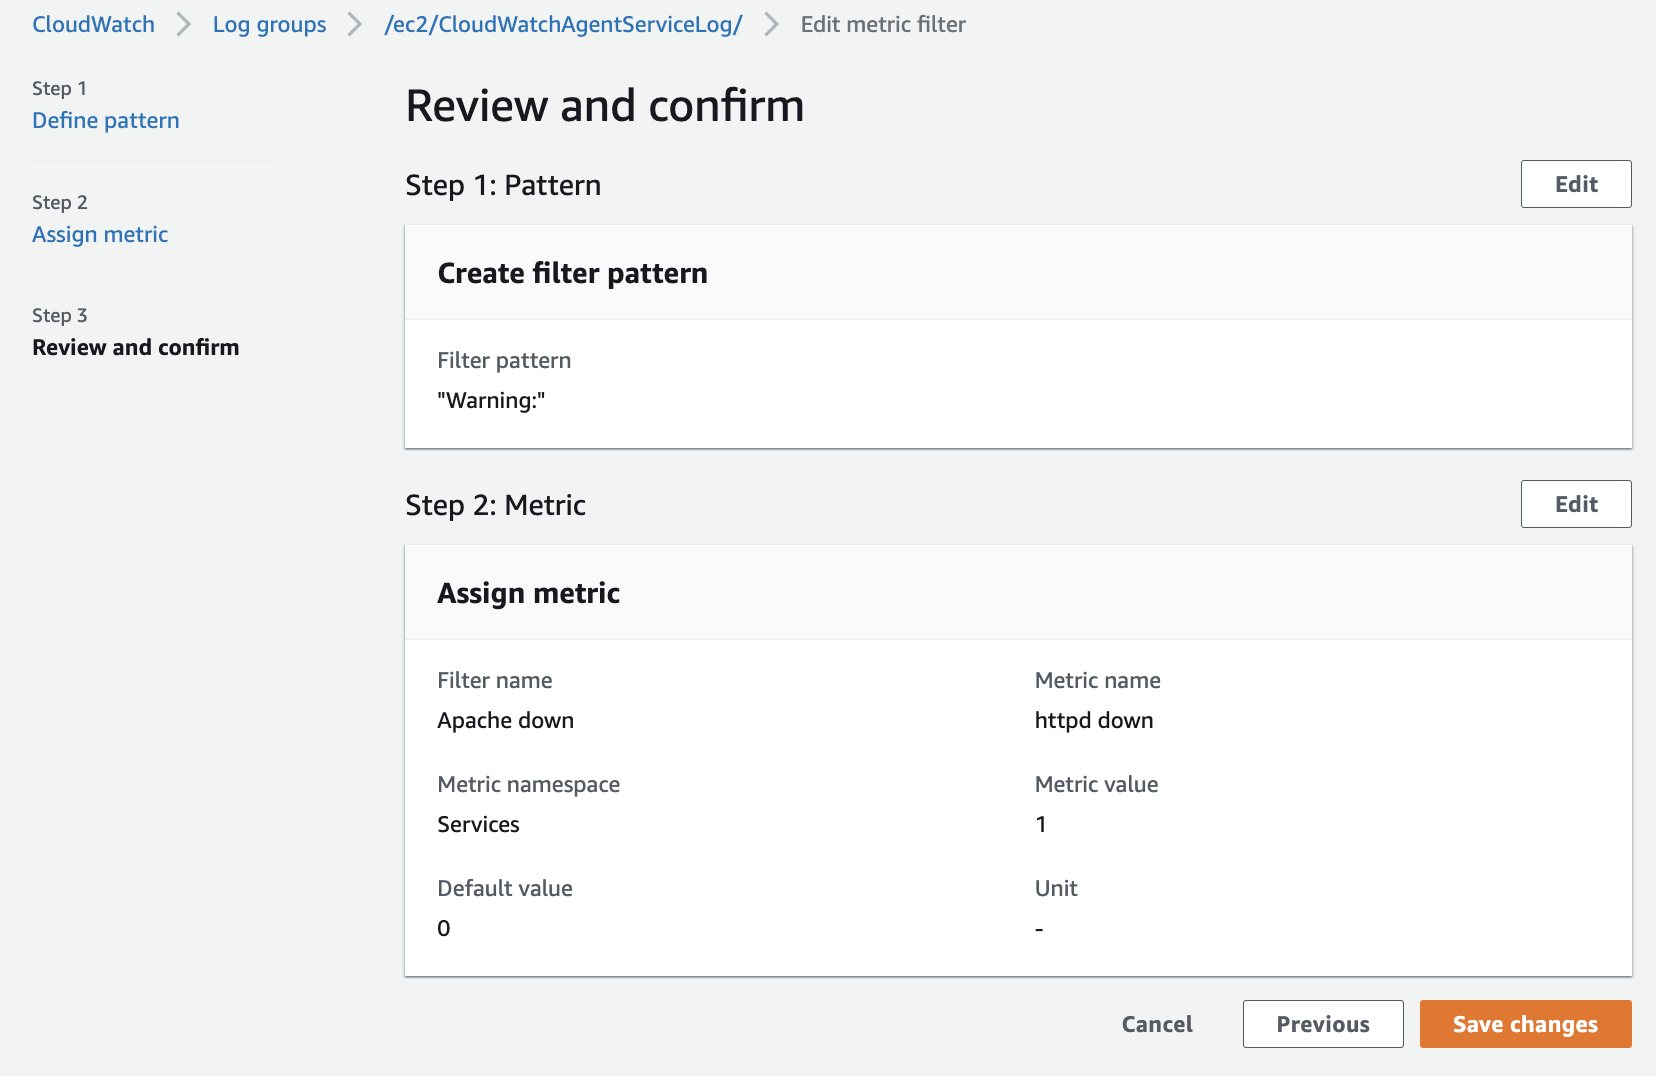 CloudWatch > Log groups > /ec2/CloudWatchAgentServiceLog/ > Edit metric filter
Step 1
Define pattern
Step 2
Assign metric
Step 3
Review and confirm
Review and confirm
Step 1: Pattern
Edit
Create filter pattern
Filter pattern
"Warning:"
Step 2: Metric
Edit
Assign metric
Filter name
Apache down
Metric name
httpd down
Metric namespace
Services
Metric value
1
Default value
0
Unit
-
Cancel
Previous
Save changes